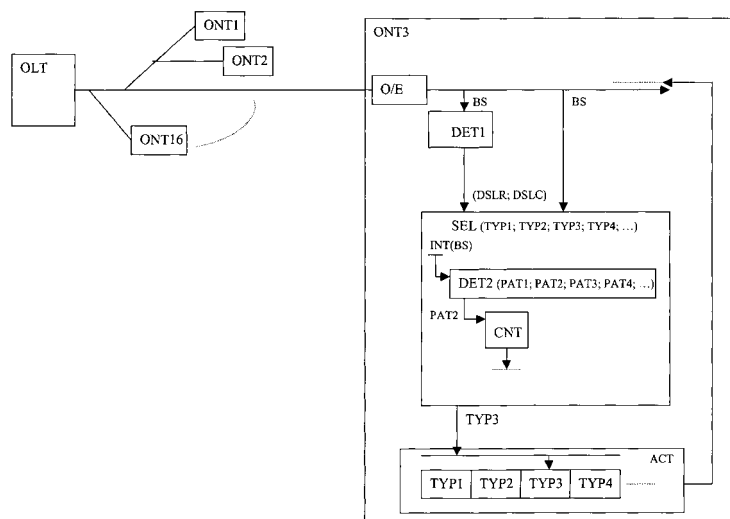 ONT1
ONT3
OLT
ONT2
O/E
BS
BS
ONT16
DET1
(DSLR; DSLC)
SEL (TYP1; TYP2; TYP3; TYP4; ...)
INT(BS)
DET2 (PAT1; PAT2; PAT3; PAT4; ...)
PAT2
CNT
TYP3
ACT
TYP1 TYP2 TYP3 TYP4